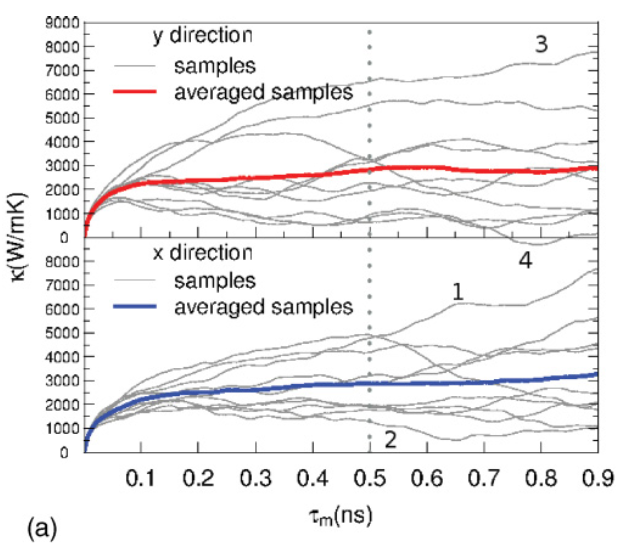 9000
8000
7000
6000
5000
4000
3000
2000
1000
0
y direction
samples
averaged samples
3
4
κ(W/mK)
8000
7000
6000
5000
4000
3000
2000
1000
0
x direction
samples
averaged samples
1
2
0.1 0.2 0.3 0.4 0.5 0.6 0.7 0.8 0.9
τm(ns)
(a)